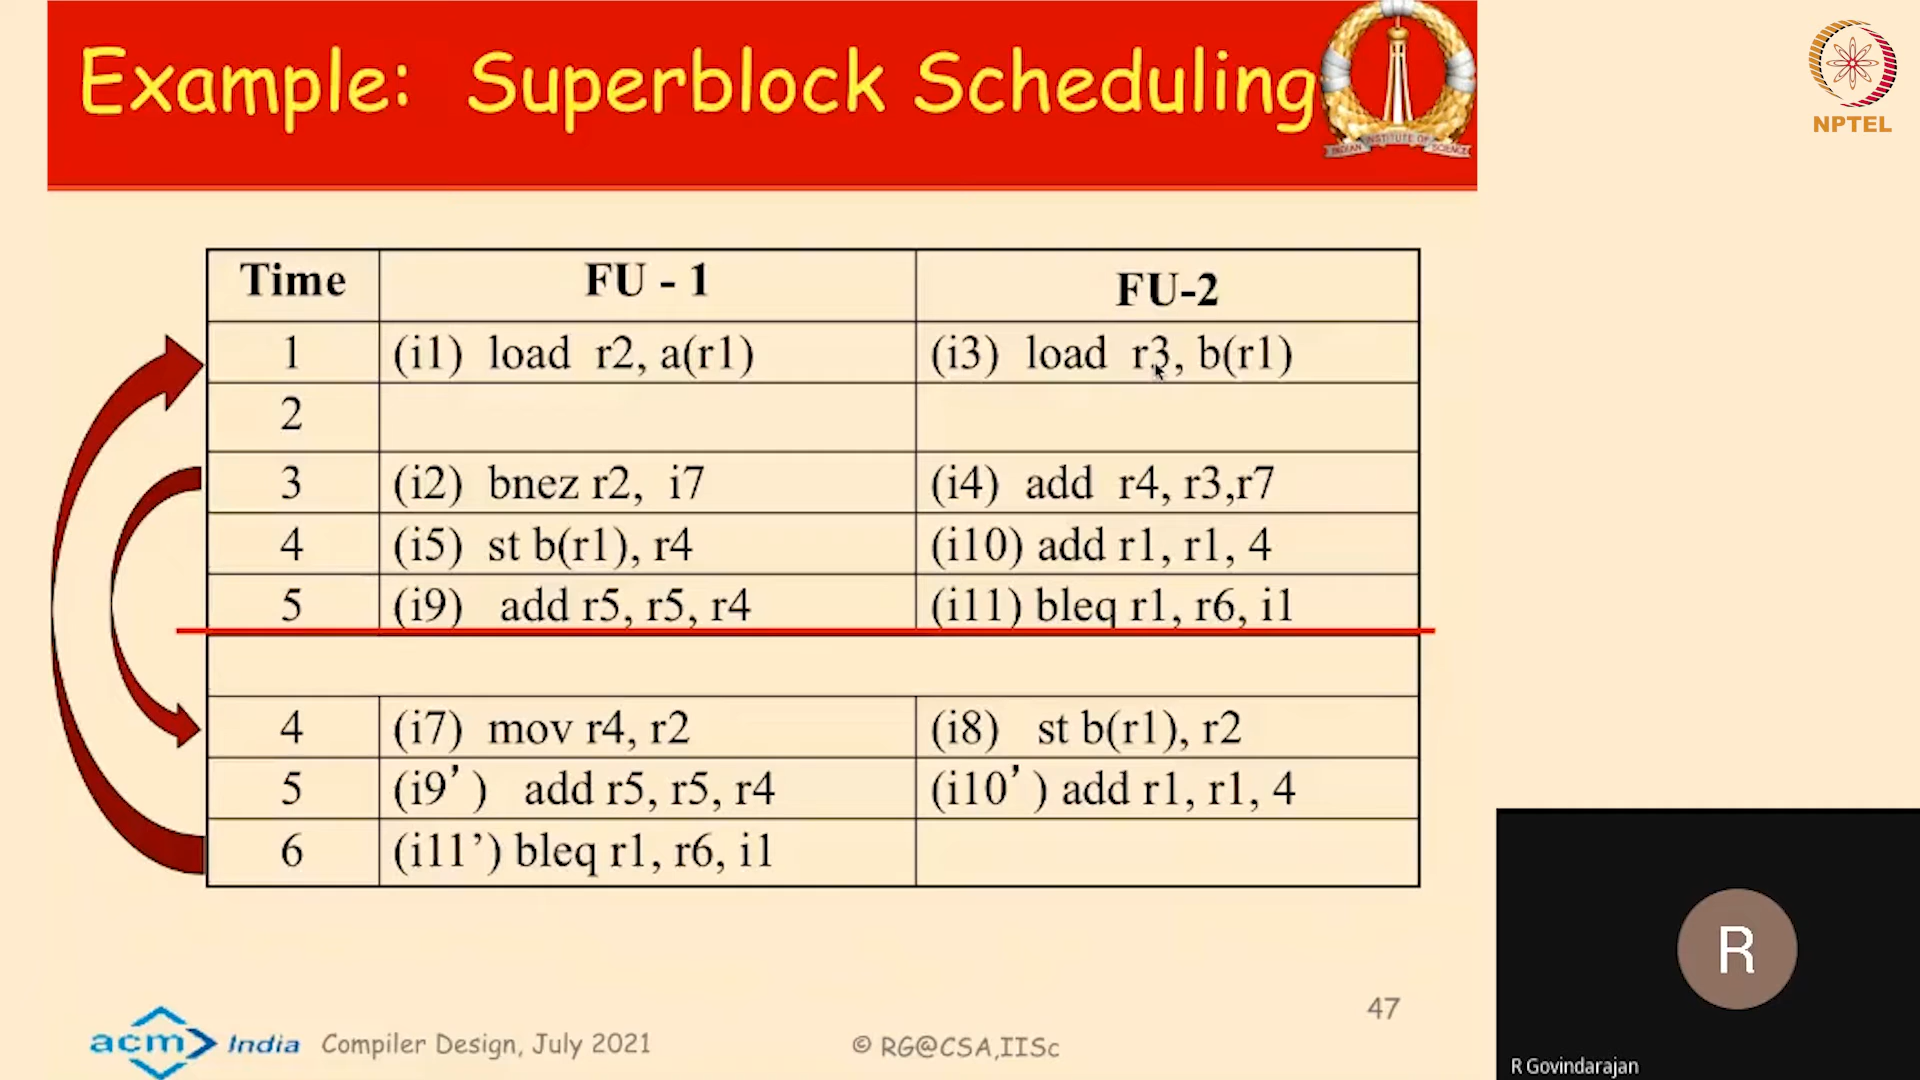 Example: Superblock Scheduling
INDIAN INSTITUTE OF SCIENCE
NPTEL
Time FU - 1 FU-2
1 (i1) load r2, a(r1) (i3) load r3, b(r1)
2
3 (i2) bnez r2, i7 (i4) add r4, r3,r7
4 (i5) st b(r1), r4 (i10) add r1, r1, 4
5 (i9) add r5, r5, r4 (i11) bleq r1, r6, i1
4 (i7) mov r4, r2 (i8) st b(r1), r2
5 (i9’) add r5, r5, r4 (i10’) add r1, r1, 4
6 (i11’) bleq r1, r6, i1
47
acm India Compiler Design, July 2021 © RG@CSA,IISc
R
R Govindarajan